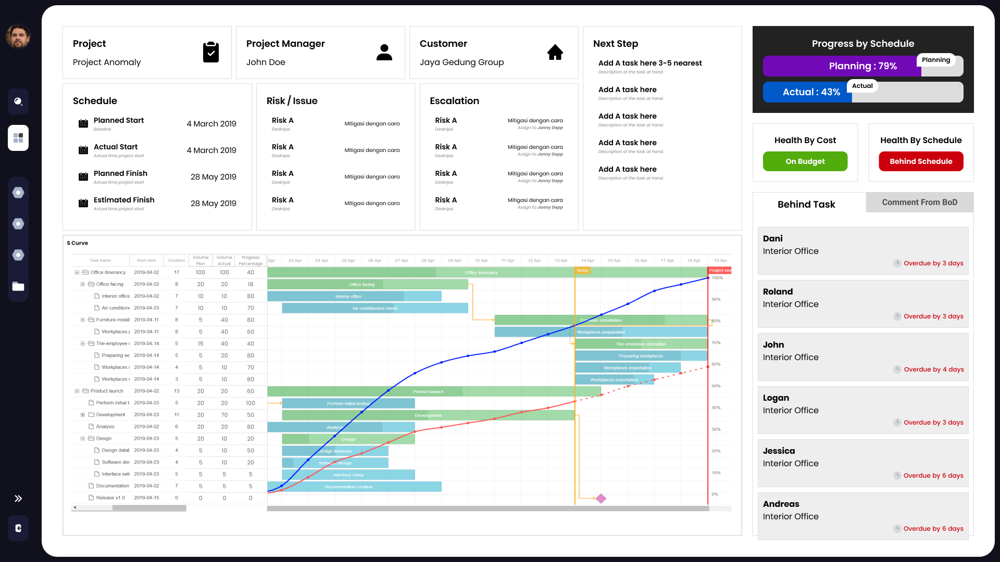 Project
Project Anomaly
Project Manager
John Doe
Customer
Jaya Gedung Group
Next Step
Add A task here 3-5 nearest
Description of the task at hand.
Add A task here
Description of the task at hand.
Add A task here
Description of the task at hand.
Add A task here
Description of the task at hand.
Add A task here
Description of the task at hand.
Schedule
Planned Start
Baseline
4 March 2019
Actual Start
Actual time project start
4 March 2019
Planned Finish
Actual time project start
28 May 2019
Estimated Finish
Actual time project start
28 May 2019
Risk / Issue
Risk A
Deskripsi
Mitigasi dengan cara
Risk A
Deskripsi
Mitigasi dengan cara
Risk A
Deskripsi
Mitigasi dengan cara
Risk A
Deskripsi
Mitigasi dengan cara
Escalation
Risk A
Deskripsi
Mitigasi dengan cara
Assign to Jonny Depp
Risk A
Deskripsi
Mitigasi dengan cara
Assign to Jonny Depp
Risk A
Deskripsi
Mitigasi dengan cara
Assign to Jonny Depp
Risk A
Deskripsi
Mitigasi dengan cara
Assign to Jonny Depp
Progress by Schedule
Planning : 79%
Planning
Actual : 43%
Actual
Health By Cost
On Budget
Health By Schedule
Behind Schedule
Behind Task
Comment From BoD
Dani
Interior Office
Overdue by 3 days
Roland
Interior Office
Overdue by 3 days
John
Interior Office
Overdue by 4 days
Logan
Interior Office
Overdue by 3 days
Jessica
Interior Office
Overdue by 6 days
Andreas
Interior Office
Overdue by 6 days
S Curve
Task name Start time Duration Volume Plan Volume Actual Progress Percentage
Office itinerancy 2019-04-02 17 100 100 40
Office facing 2019-04-02 8 20 20 18
Interior office 2019-04-02 7 10 10 80
Air condition 2019-04-03 7 10 10 70
Furniture install 2019-04-11 8 5 40 80
Workplaces p 2019-04-11 8 5 40 60
The employee r 2019-04-14 5 15 40 40
Preparing wc 2019-04-14 5 5 20 80
Workplaces i 2019-04-14 4 5 10 70
Workplaces e 2019-04-14 3 5 10 80
Product launch 2019-04-02 13 20 20 60
Perform Initial t 2019-04-03 5 20 20 100
Development 2019-04-03 11 20 70 50
Analysis 2019-04-02 6 20 20 80
Design 2019-04-03 5 20 10 20
Design datab 2019-04-03 4 5 10 50
Software des 2019-04-03 4 5 10 20
Interface seti 2019-04-03 5 5 5 5
Documentation 2019-04-02 7 5 5 5
Release v1.0 2019-04-15 0 0 0 0
Apr 03 Apr 04 Apr 05 Apr 06 Apr 07 Apr 08 Apr 09 Apr 10 Apr 11 Apr 12 Apr 13 Apr 14 Apr 15 Apr 16 Apr 17 Apr 18 Apr 19 Apr
Office itinerancy
Today
Project end
Office facing
Interior office
Air conditioners check
Furniture installation
Workplaces preparation
The employee relocation
Preparing workplaces
Workplaces importation
Workplaces exportation
Product launch
Perform Initial testing
Development
Analysis
Design
Design database
Software design
Interface setup
Documentation creation
100%
90%
80%
70%
60%
50%
40%
30%
20%
10%
0%